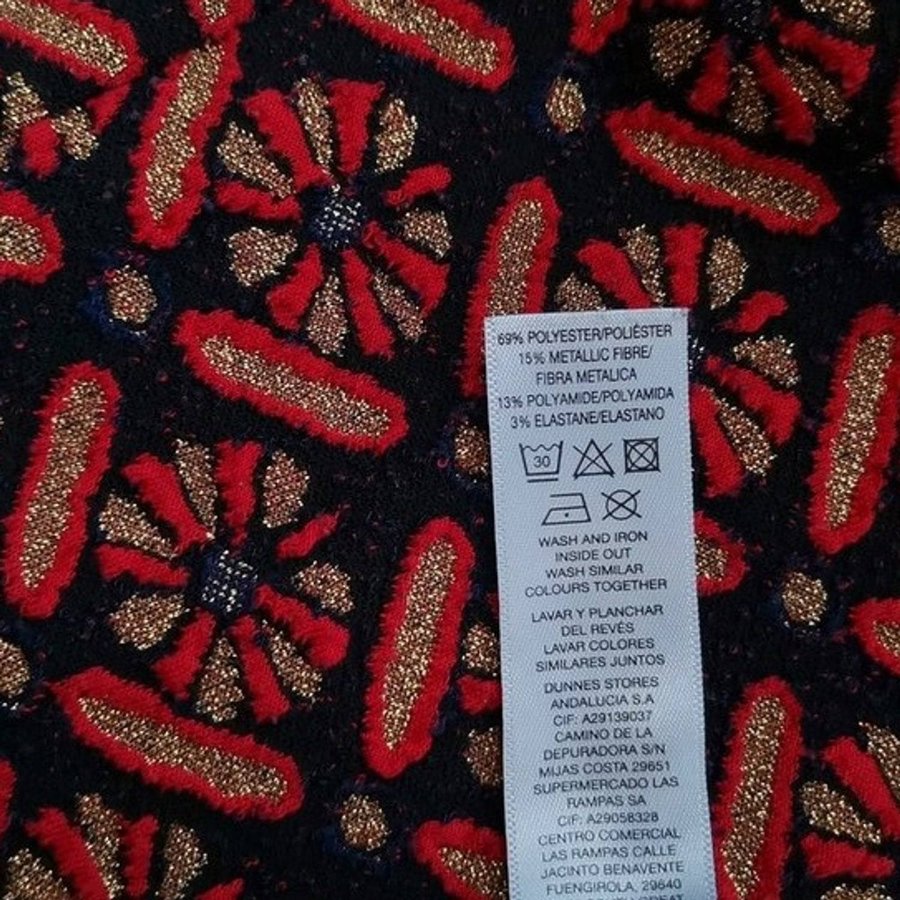 69% POLYESTER/POLIÉSTER
15% METALLIC FIBRE/
FIBRA METALICA
13% POLYAMIDE/POLYAMIDA
3% ELASTANE/ELASTANO
30
WASH AND IRON
INSIDE OUT
WASH SIMILAR
COLOURS TOGETHER
LAVAR Y PLANCHAR
DEL REVÉS
LAVAR COLORES
SIMILARES JUNTOS
DUNNES STORES
ANDALUCIA S.A
CIF: A29139037
CAMINO DE LA
DEPURADORA S/N
MIJAS COSTA 29651
SUPERMERCADO LAS
RAMPAS SA
CIF: A29058328
CENTRO COMERCIAL
LAS RAMPAS CALLE
JACINTO BENAVENTE
FUENGIROLA, 29640